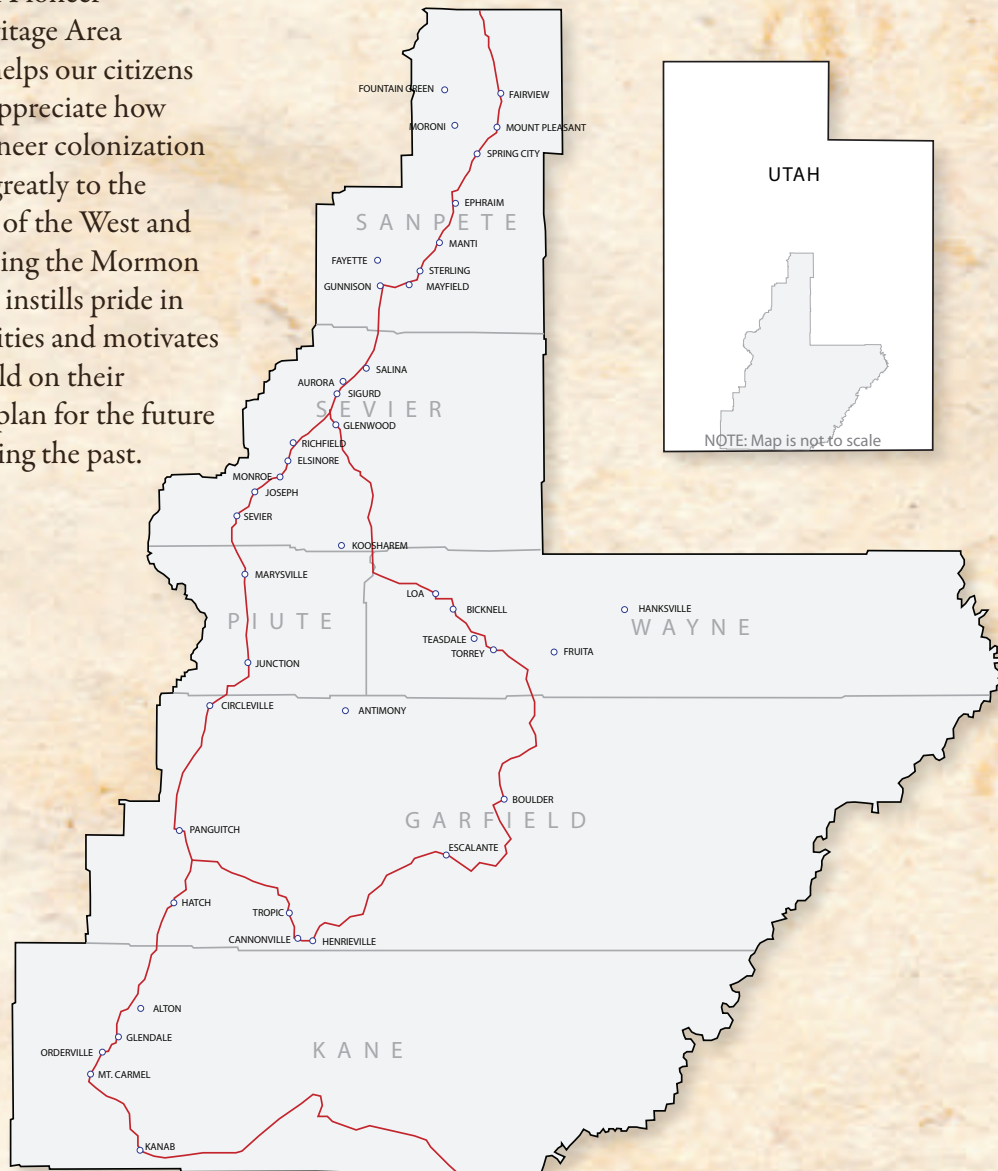 Pioneer
ritage Area
elps our citizens
ppreciate how
neer colonization
greatly to the
of the West and
ing the Mormon
instills pride in
ities and motivates
ld on their
plan for the future
ing the past.
FOUNTAIN GREEN
FAIRVIEW
MORONI
MOUNT PLEASANT
SPRING CITY
EPHRAIM
SANPETE
MANTI
FAYETTE
STERLING
GUNNISON
MAYFIELD
SALINA
AURORA
SIGURD
SEVIER
GLENWOOD
RICHFIELD
ELSINORE
MONROE
JOSEPH
SEVIER
KOOSHAREM
MARYSVILLE
LOA
BICKNELL
HANKSVILLE
PIUTE
WAYNE
TEASDALE
TORREY
FRUITA
JUNCTION
CIRCLEVILLE
ANTIMONY
BOULDER
GARFIELD
PANGUITCH
ESCALANTE
HATCH
TROPIC
CANNONVILLE
HENRIEVILLE
ALTON
GLENDALE
ORDERVILLE
KANE
MT. CARMEL
KANAB
UTAH
NOTE: Map is not to scale